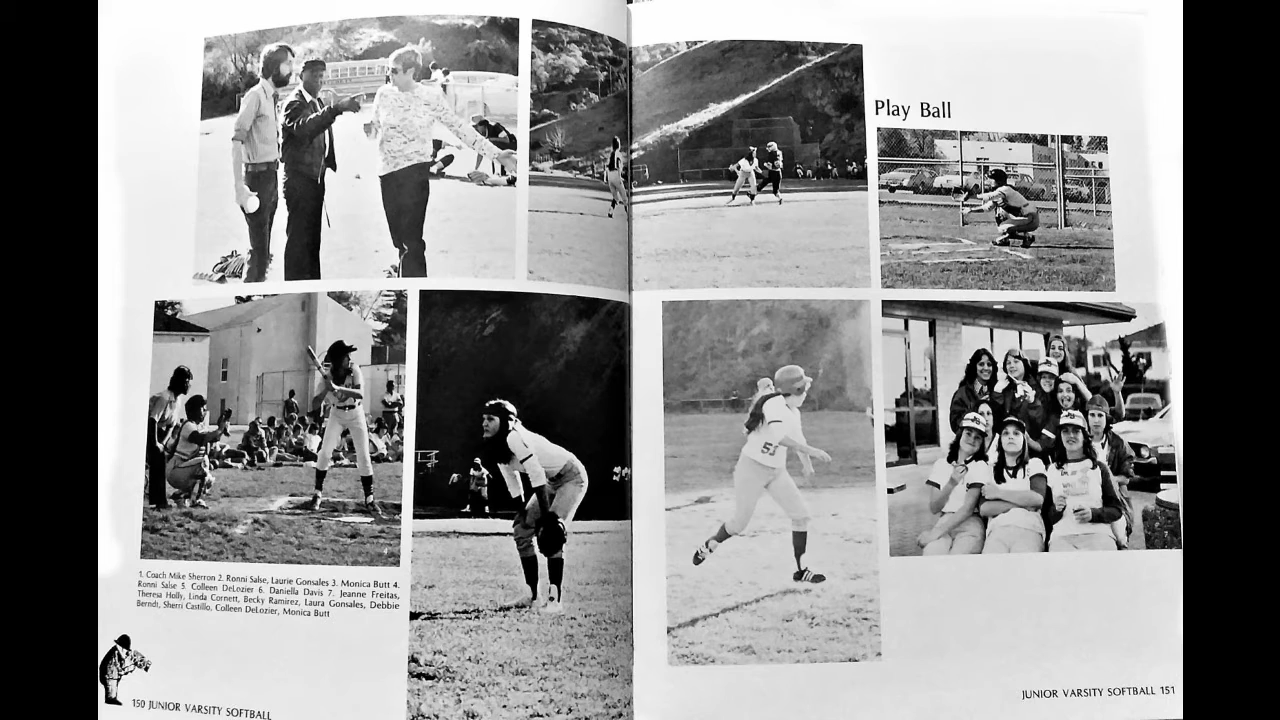 1. Coach Mike Sherron 2. Ronni Salse, Laurie Gonsales 3. Monica Butt 4.
Ronni Salse 5. Colleen DeLozier 6. Daniella Davis 7. Jeanne Freitas,
Theresa Holly, Linda Cornett, Becky Ramirez, Laura Gonsales, Debbie
Berndt, Sherri Castillo, Colleen DeLozier, Monica Butt
150 JUNIOR VARSITY SOFTBALL
Play Ball
51
JUNIOR VARSITY SOFTBALL 151